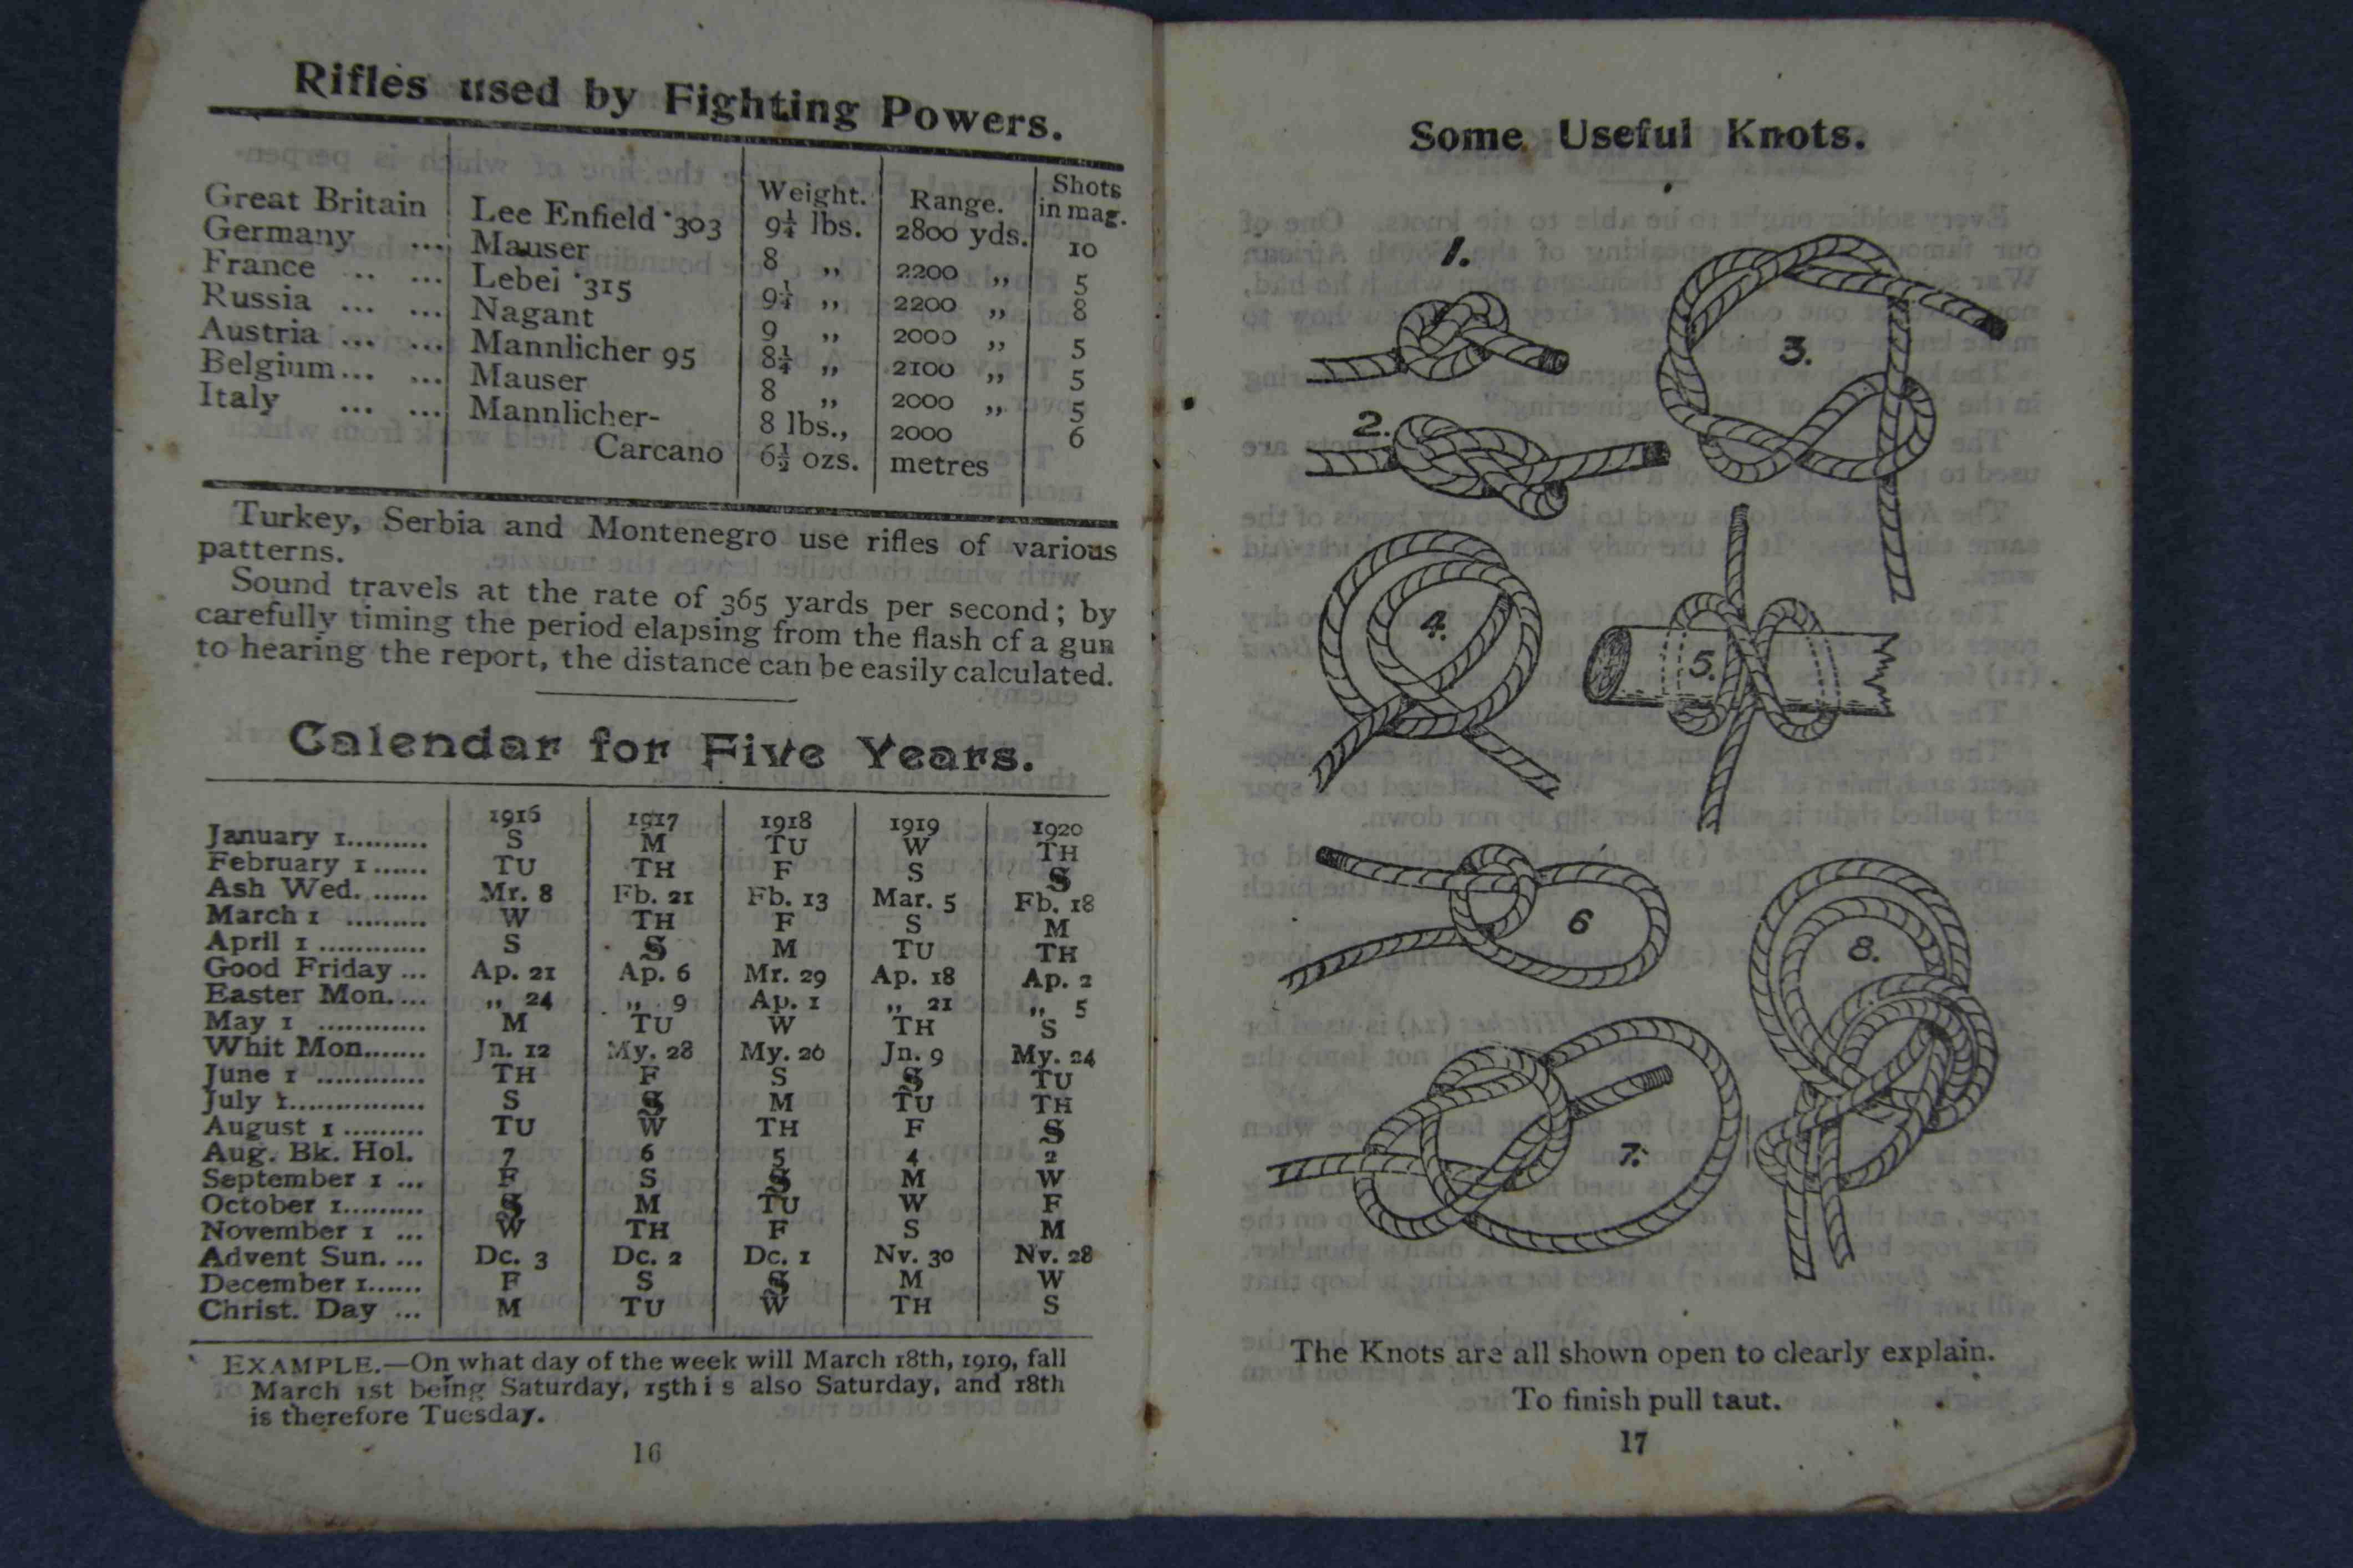 Rifles used by Fighting Powers.
Weight. Range. Shots in mag.
Great Britain Lee Enfield ·303 9¼ lbs. 2800 yds. 10
Germany ... Mauser 8 ,, 2200 ,, 5
France .. ... Lebel ·315 9¼ ,, 2200 ,, 8
Russia ... ... Nagant 9 ,, 2000 ,, 5
Austria ... ... Mannlicher 95 8¼ ,, 2100 ,, 5
Belgium... ... Mauser 8 ,, 2000 ,, 5
Italy ... ... Mannlicher- 8 lbs., 2000 6
Carcano 6½ ozs. metres
Turkey, Serbia and Montenegro use rifles of various
patterns.
Sound travels at the rate of 365 yards per second; by
carefully timing the period elapsing from the flash of a gun
to hearing the report, the distance can be easily calculated.
Calendar for Five Years.
1916 1917 1918 1919 1920
January 1......... S M TU W TH
February 1 ...... TU TH F S S
Ash Wed. ...... Mr. 8 Fb. 21 Fb. 13 Mar. 5 Fb. 18
March 1 ......... W TH F S M
April 1 ............ S S M TU TH
Good Friday ... Ap. 21 Ap. 6 Mr. 29 Ap. 18 Ap. 2
Easter Mon.... ,, 24 ,, 9 Ap. 1 ,, 21 ,, 5
May 1 ............ M TU W TH S
Whit Mon....... Jn. 12 My. 28 My. 20 Jn. 9 My. 24
June 1 ............ TH F S S TU
July 1............... S S M TU TH
August 1 ......... TU W TH F S
Aug. Bk. Hol. 7 6 5 4 2
September 1 ... F S S M W
October 1......... S M TU W F
November 1 ... W TH F S M
Advent Sun. ... Dc. 3 Dc. 2 Dc. 1 Nv. 30 Nv. 28
December 1...... F S S M W
Christ. Day ... M TU W TH S
EXAMPLE.—On what day of the week will March 18th, 1919, fall
March 1st being Saturday, 15th i s also Saturday, and 18th
is therefore Tuesday.
16
Some Useful Knots.
1.
2.
3.
4.
5.
6
7.
8.
The Knots are all shown open to clearly explain.
To finish pull taut.
17